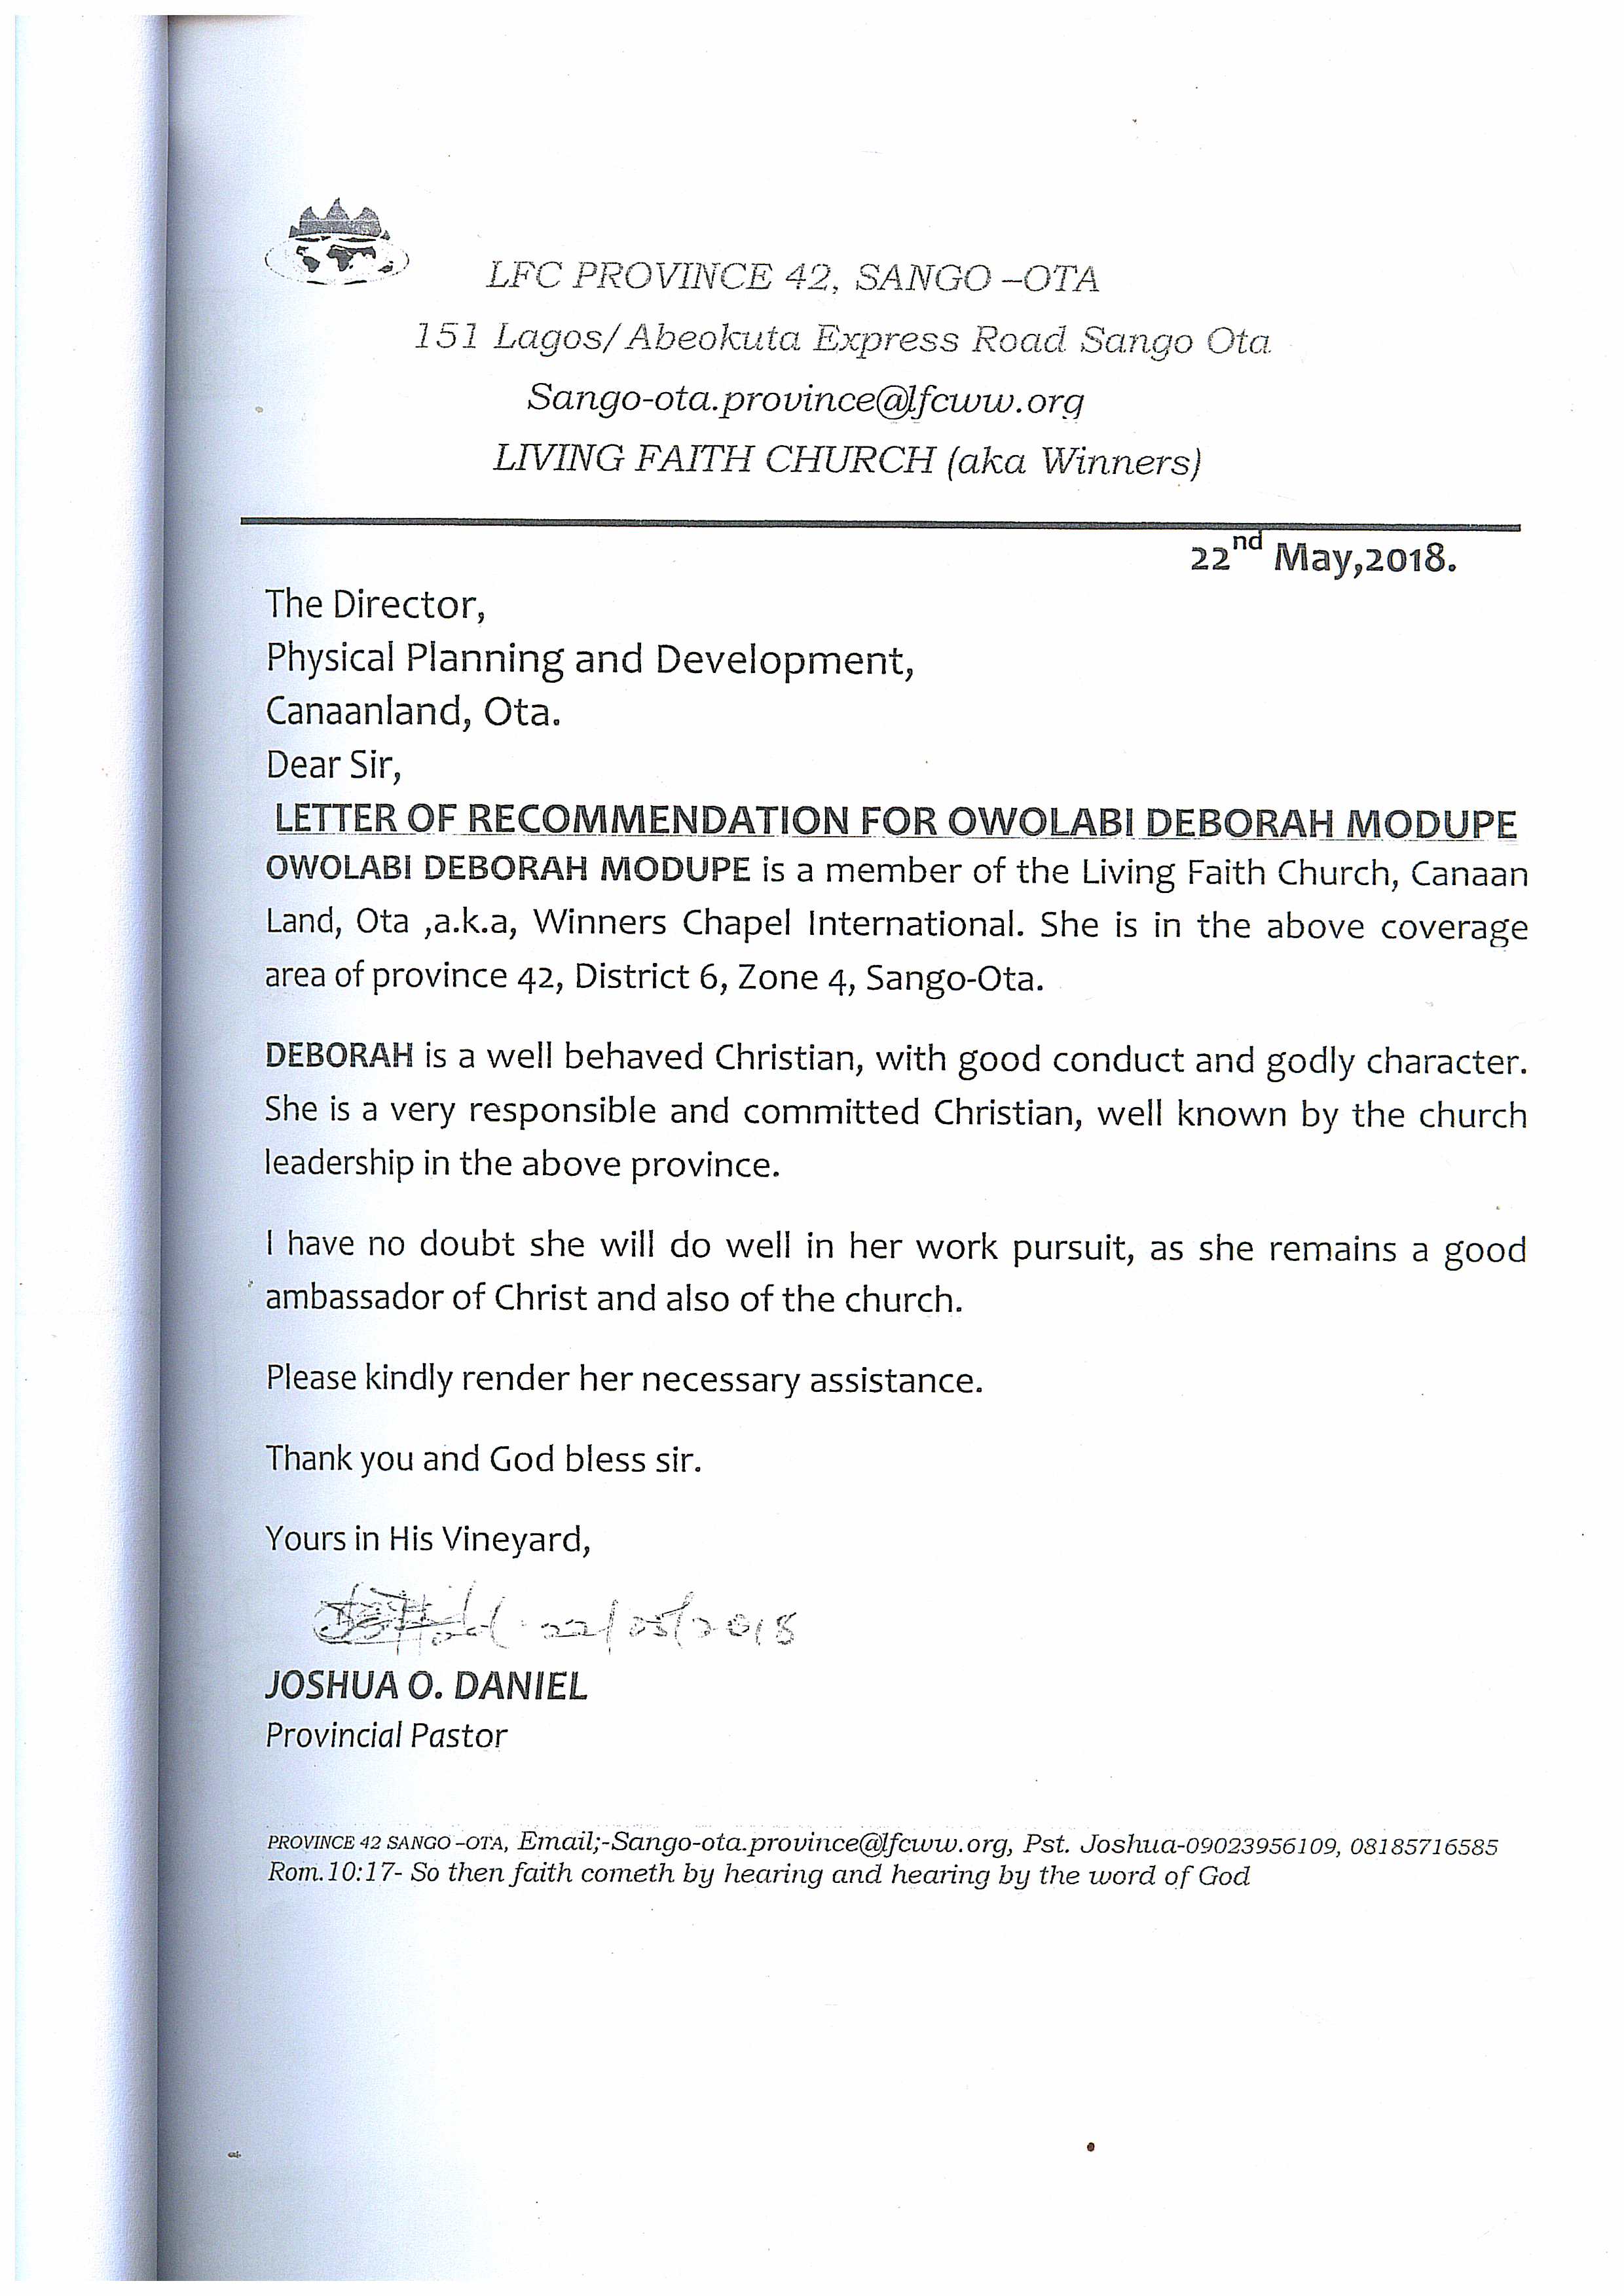 LFC PROVINCE 42, SANGO –OTA
151 Lagos/Abeokuta Express Road Sango Ota
Sango-ota.province@lfcww.org
LIVING FAITH CHURCH (aka Winners)
22nd May,2018.
The Director,
Physical Planning and Development,
Canaanland, Ota.
Dear Sir,
LETTER OF RECOMMENDATION FOR OWOLABI DEBORAH MODUPE
OWOLABI DEBORAH MODUPE is a member of the Living Faith Church, Canaan
Land, Ota ,a.k.a, Winners Chapel International. She is in the above coverage
area of province 42, District 6, Zone 4, Sango-Ota.
DEBORAH is a well behaved Christian, with good conduct and godly character.
She is a very responsible and committed Christian, well known by the church
leadership in the above province.
I have no doubt she will do well in her work pursuit, as she remains a good
ambassador of Christ and also of the church.
Please kindly render her necessary assistance.
Thank you and God bless sir.
Yours in His Vineyard,
22/05/2018
JOSHUA O. DANIEL
Provincial Pastor
PROVINCE 42 SANGO –OTA, Email;-Sango-ota.province@lfcww.org, Pst. Joshua-09023956109, 08185716585
Rom.10:17- So then faith cometh by hearing and hearing by the word of God